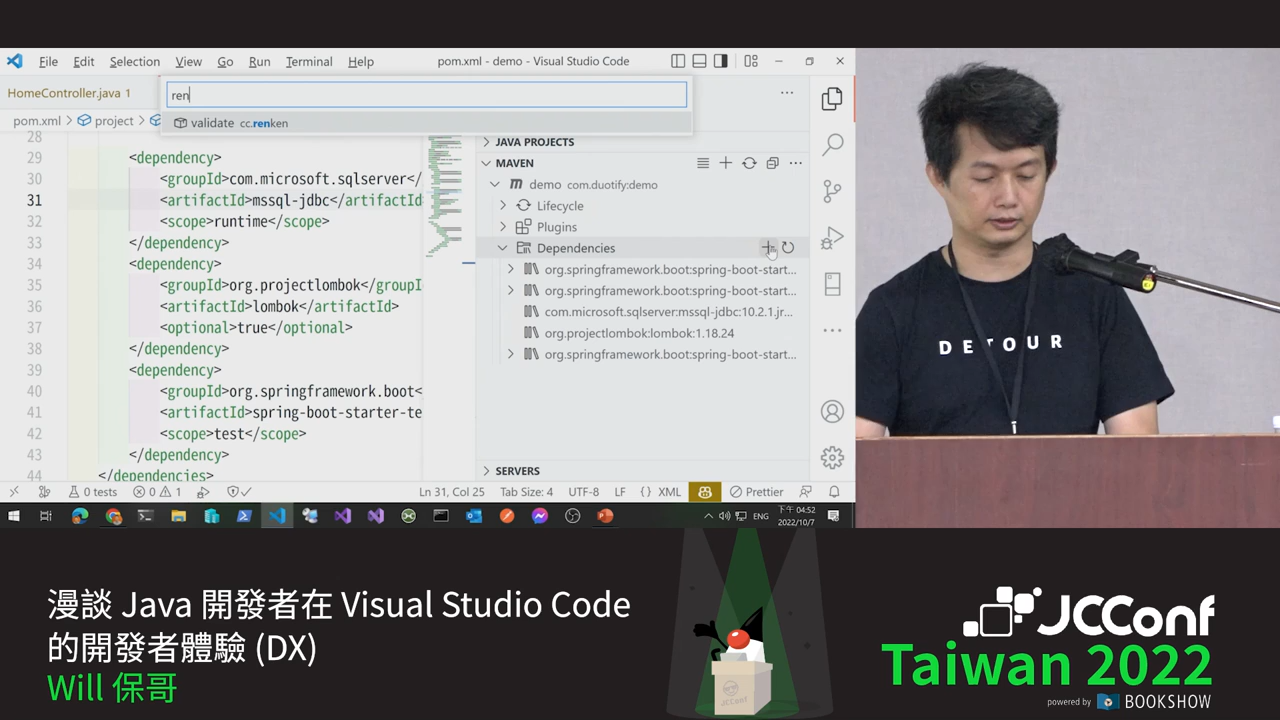 File Edit Selection View Go Run Terminal Help
pom.xml - demo - Visual Studio Code
HomeController.java 1
ren
validate cc.renken
pom.xml > project >
28
29 <dependency>
30 <groupId>com.microsoft.sqlserver</
31 <artifactId>mssql-jdbc</artifactId
32 <scope>runtime</scope>
33 </dependency>
34 <dependency>
35 <groupId>org.projectlombok</groupI
36 <artifactId>lombok</artifactId>
37 <optional>true</optional>
38 </dependency>
39 <dependency>
40 <groupId>org.springframework.boot<
41 <artifactId>spring-boot-starter-te
42 <scope>test</scope>
43 </dependency>
44 </dependencies>
JAVA PROJECTS
MAVEN
demo com.duotify:demo
Lifecycle
Plugins
Dependencies
org.springframework.boot:spring-boot-start...
org.springframework.boot:spring-boot-start...
com.microsoft.sqlserver:mssql-jdbc:10.2.1.jr...
org.projectlombok:lombok:1.18.24
org.springframework.boot:spring-boot-start...
SERVERS
0 tests 0 1 Ln 31, Col 25 Tab Size: 4 UTF-8 LF {} XML Prettier
ENG 下午 04:52
2022/10/7
DETOUR
漫談 Java 開發者在 Visual Studio Code
的開發者體驗 (DX)
Will 保哥
JCConf
JCConf
Taiwan 2022
powered by BOOKSHOW